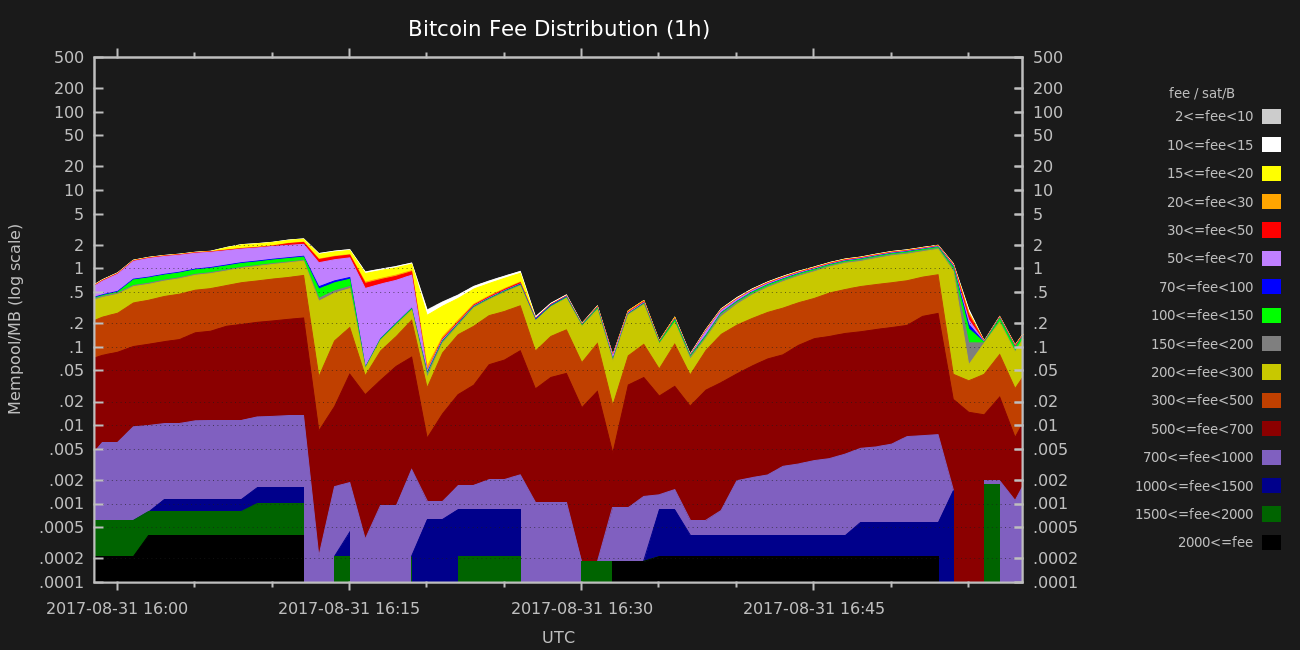 Bitcoin Fee Distribution (1h)
Mempool/MB (log scale)
500
200
100
50
20
10
5
2
1
.5
.2
.1
.05
.02
.01
.005
.002
.001
.0005
.0002
.0001
500
200
100
50
20
10
5
2
1
.5
.2
.1
.05
.02
.01
.005
.002
.001
.0005
.0002
.0001
2017-08-31 16:00
2017-08-31 16:15
2017-08-31 16:30
2017-08-31 16:45
UTC
fee / sat/B
2<=fee<10
10<=fee<15
15<=fee<20
20<=fee<30
30<=fee<50
50<=fee<70
70<=fee<100
100<=fee<150
150<=fee<200
200<=fee<300
300<=fee<500
500<=fee<700
700<=fee<1000
1000<=fee<1500
1500<=fee<2000
2000<=fee